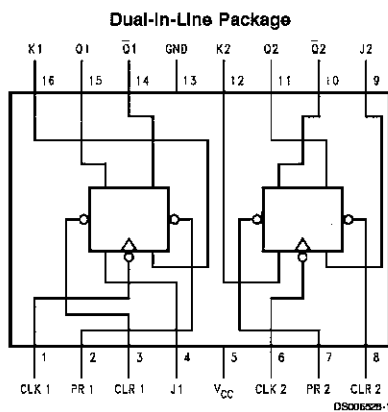 Dual-In-Line Package
K1 Q1 Q̅1 GND K2 Q2 Q̅2 J2
16 15 14 13 12 11 10 9
1 2 3 4 5 6 7 8
CLK 1 PR 1 CLR 1 J1 VCC CLK 2 PR 2 CLR 2
DS006528-1